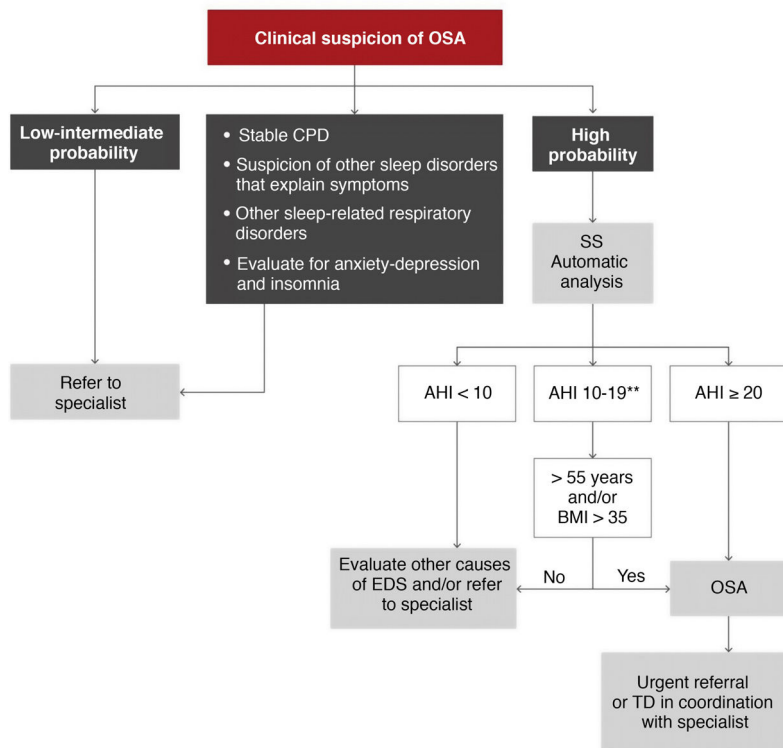 Clinical suspicion of OSA
Low-intermediate
probability
• Stable CPD
• Suspicion of other sleep disorders
that explain symptoms
• Other sleep-related respiratory
disorders
• Evaluate for anxiety-depression
and insomnia
High
probability
SS
Automatic
analysis
Refer to
specialist
AHI < 10
AHI 10-19**
AHI ≥ 20
> 55 years
and/or
BMI > 35
Evaluate other causes
of EDS and/or refer
to specialist
No
Yes
OSA
Urgent referral
or TD in coordination
with specialist